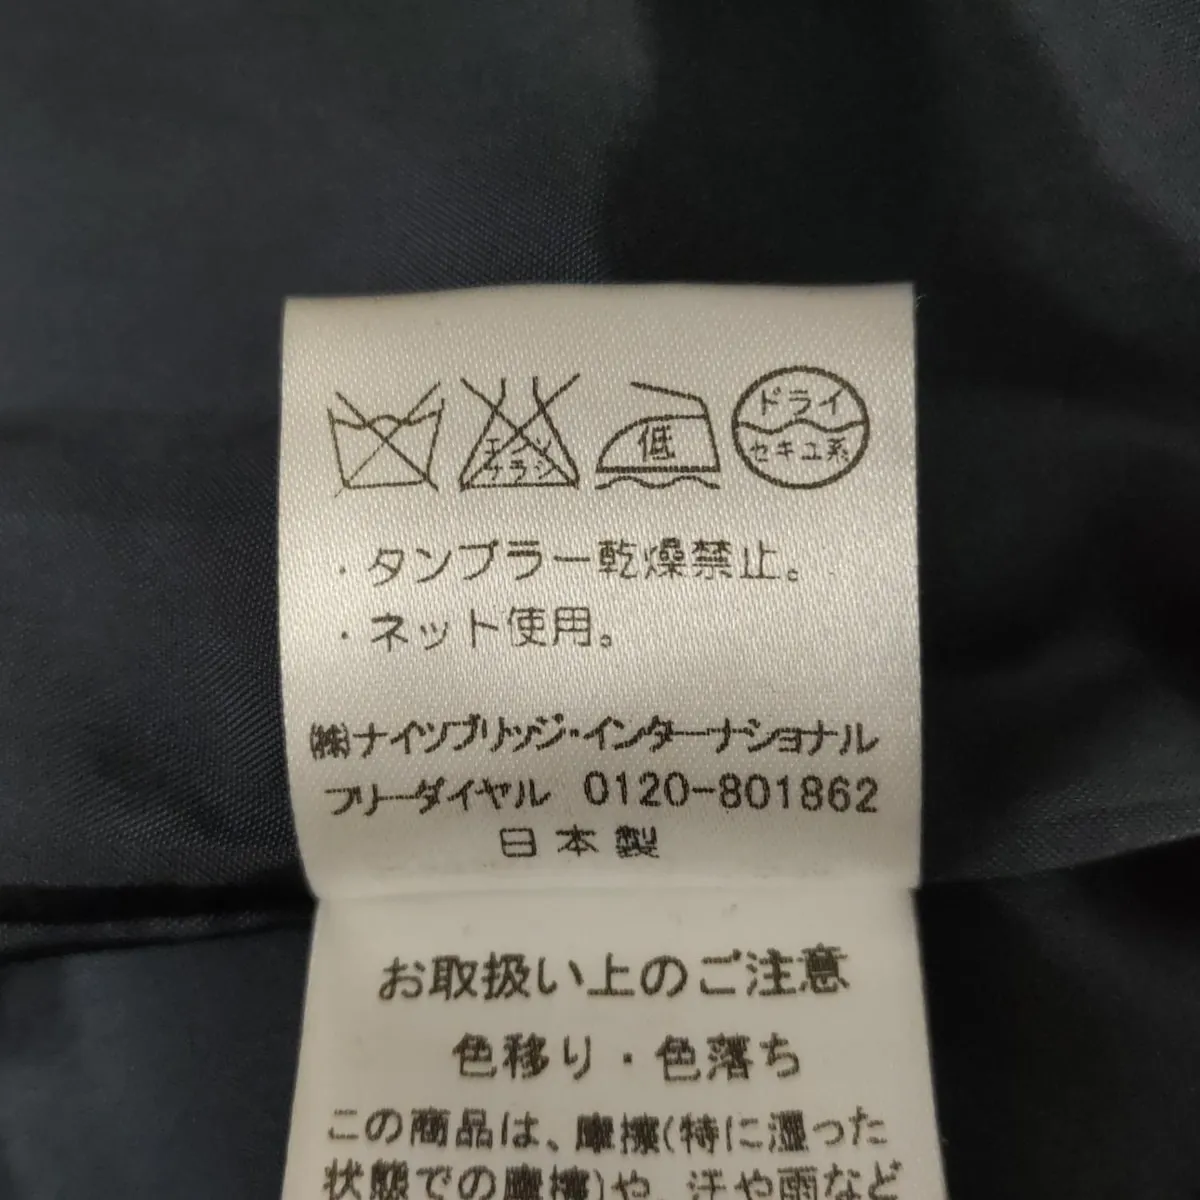 エンソ サラシ 低 ドライ セキユ系
・タンブラー乾燥禁止。
・ネット使用。
(株)ナイツブリッジ・インターナショナル
フリーダイヤル 0120-801862
日本製
お取扱い上のご注意
色移り・色落ち
この商品は、摩擦(特に湿った
状態での摩擦)や、汗や雨など